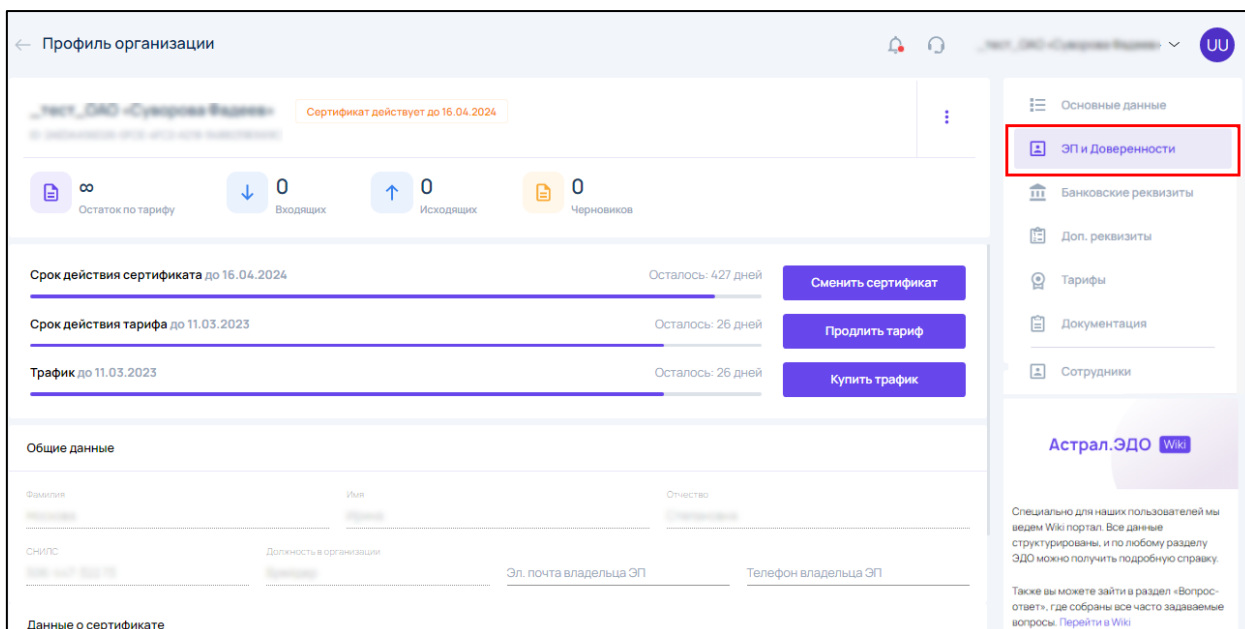 Профиль организации
UU
Сертификат действует до 16.04.2024
∞
Остаток по тарифу
0
Входящих
0
Исходящих
0
Черновиков
Срок действия сертификата до 16.04.2024
Осталось: 427 дней
Сменить сертификат
Срок действия тарифа до 11.03.2023
Осталось: 26 дней
Продлить тариф
Трафик до 11.03.2023
Осталось: 26 дней
Купить трафик
Общие данные
Фамилия
Имя
Отчество
СНИЛС
Должность в организации
Эл. почта владельца ЭП
Телефон владельца ЭП
Данные о сертификате
Основные данные
ЭП и Доверенности
Банковские реквизиты
Доп. реквизиты
Тарифы
Документация
Сотрудники
Астрал.ЭДО Wiki
Специально для наших пользователей мы
ведем Wiki портал. Все данные
структурированы, и по любому разделу
ЭДО можно получить подробную справку.
Также вы можете зайти в раздел «Вопрос-
ответ», где собраны все часто задаваемые
вопросы. Перейти в Wiki